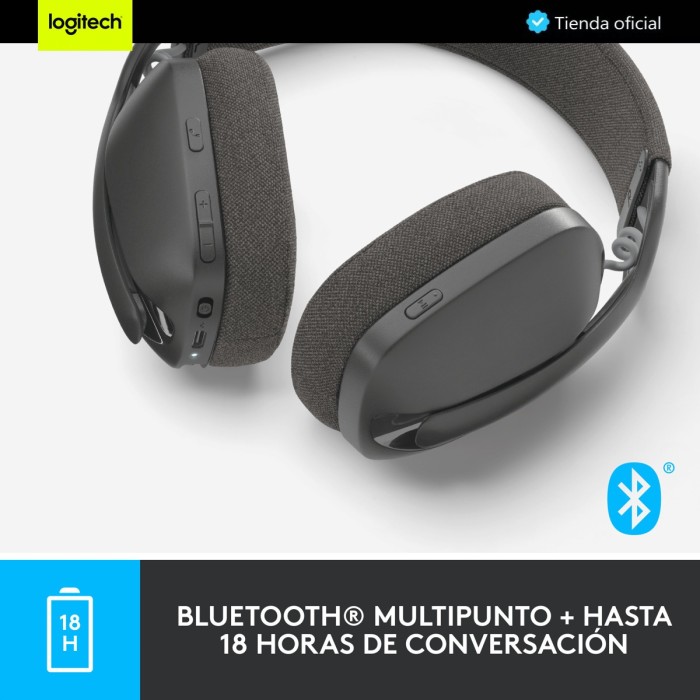 logitech
Tienda oficial
®
18
H
BLUETOOTH® MULTIPUNTO + HASTA
18 HORAS DE CONVERSACIÓN